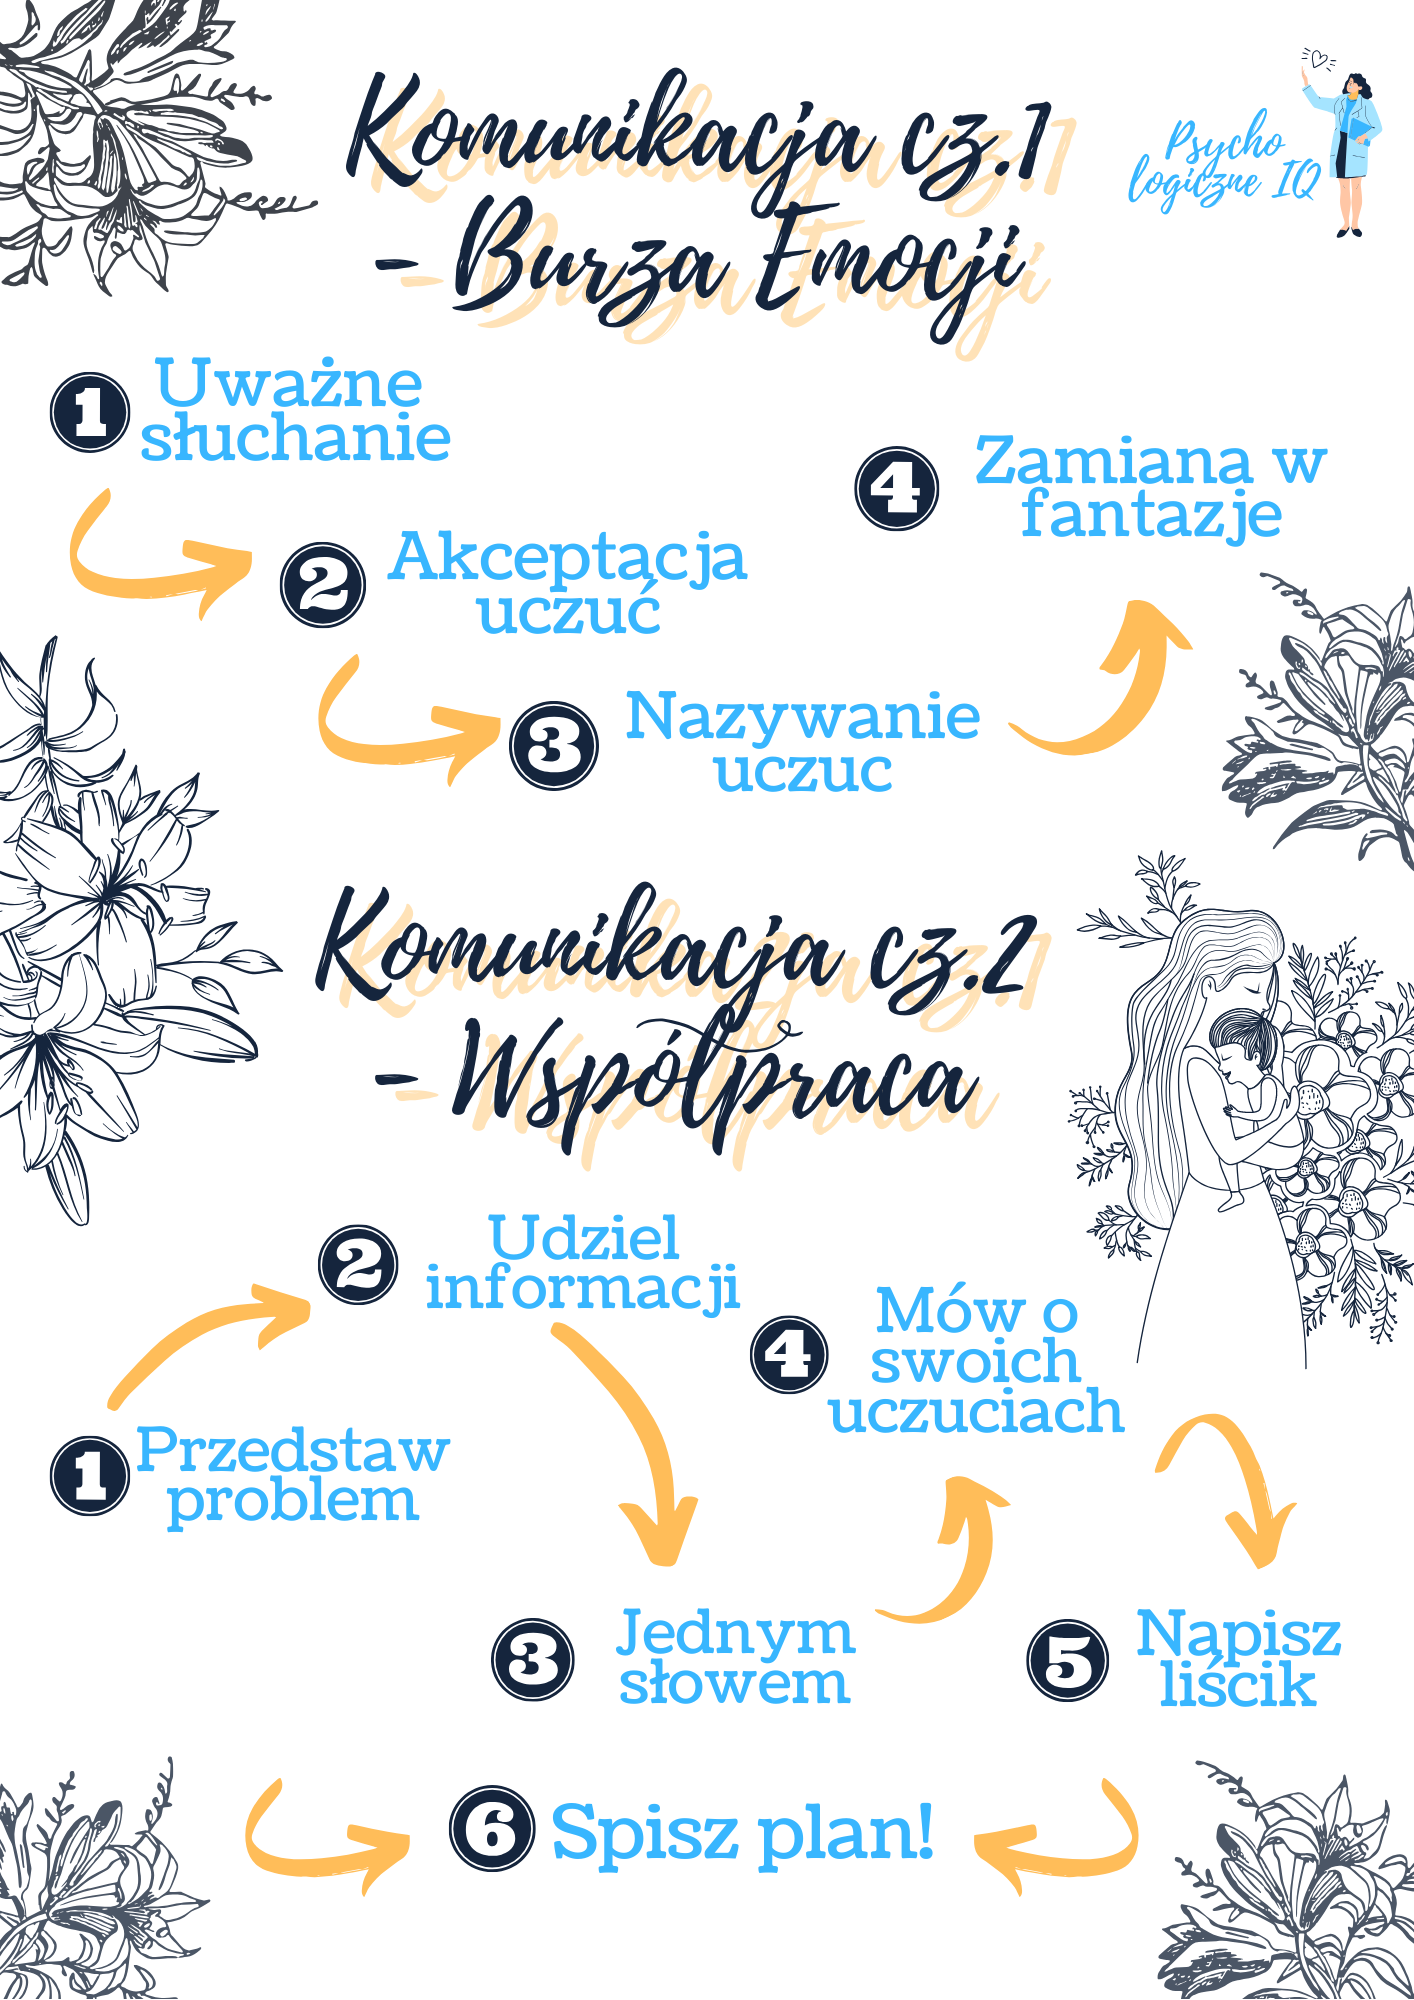 Komunikacja cz.1
- Burza Emocji
Psycho
logiczne IQ
1
Uważne
słuchanie
2
Akceptacja
uczuć
3
Nazywanie
uczuc
4
Zamiana w
fantazje
Komunikacja cz.2
- Współpraca
1
Przedstaw
problem
2
Udziel
informacji
3
Jednym
słowem
4
Mów o
swoich
uczuciach
5
Napisz
liścik
6
Spisz plan!